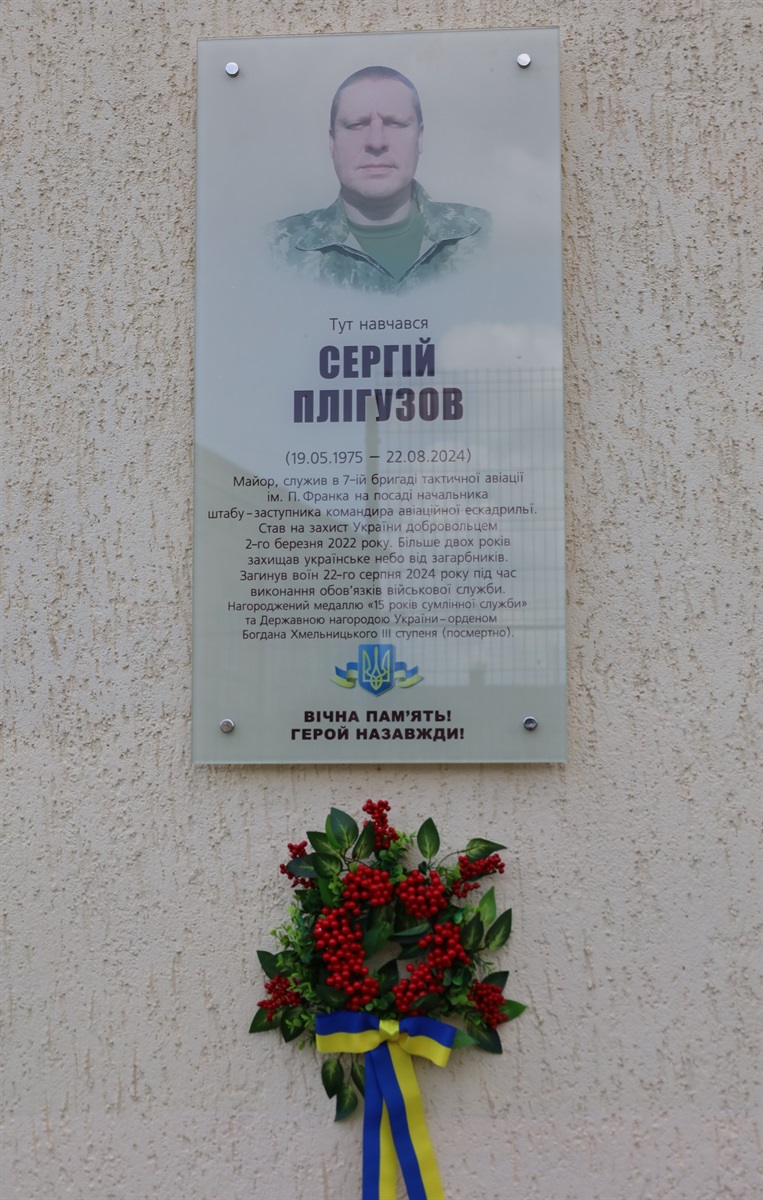 Тут навчався
СЕРГІЙ
ПЛІГУЗОВ
(19.05.1975 – 22.08.2024)
Майор, служив в 7-ій бригаді тактичної авіації
ім. П. Франка на посаді начальника
штабу – заступника командира авіаційної ескадрильї.
Став на захист України добровольцем
2-го березня 2022 року. Більше двох років
захищав українське небо від загарбників.
Загинув воїн 22-го серпня 2024 року під час
виконання обов'язків військової служби.
Нагороджений медаллю «15 років сумлінної служби»
та Державною нагородою України – орденом
Богдана Хмельницького ІІІ ступеня (посмертно).
ВІЧНА ПАМ'ЯТЬ!
ГЕРОЙ НАЗАВЖДИ!